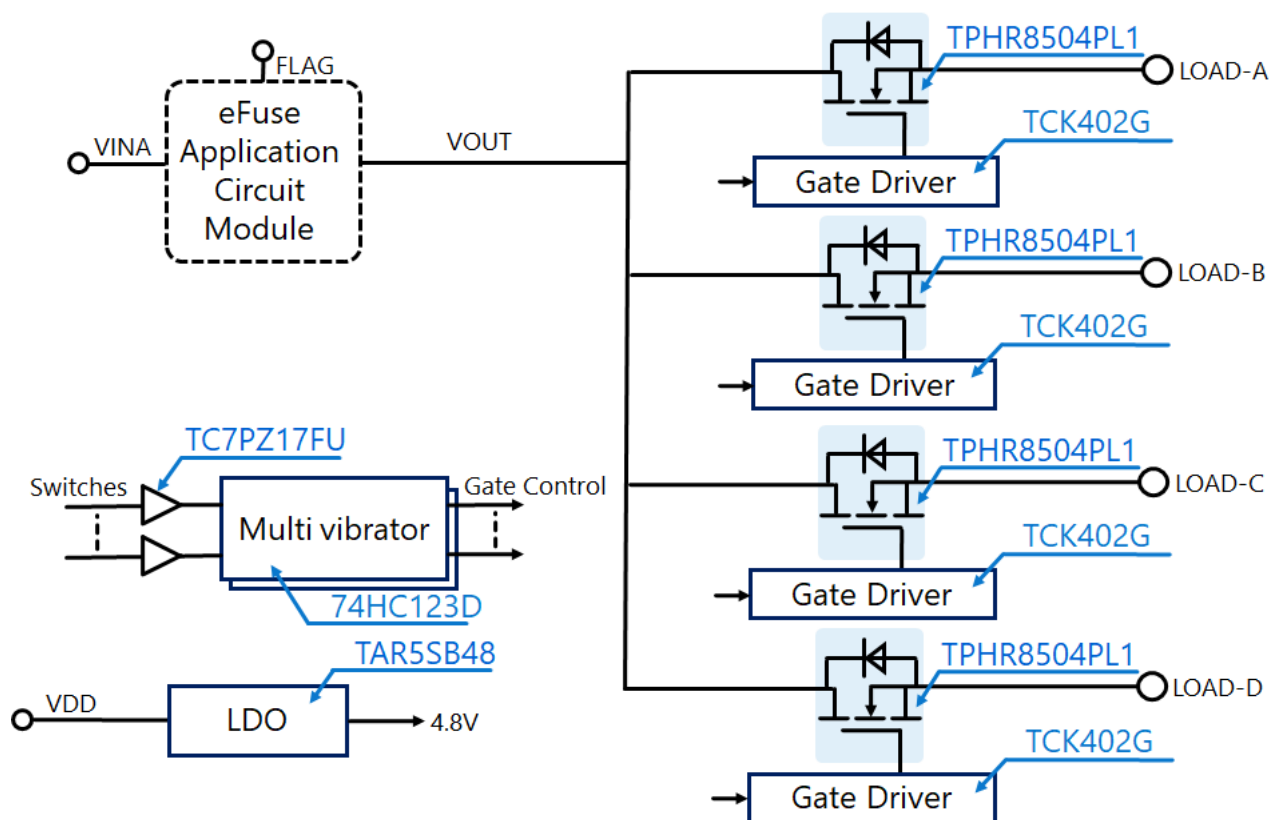 FLAG
VINA
eFuse
Application
Circuit
Module
VOUT
TPHR8504PL1
LOAD-A
TCK402G
Gate Driver
TPHR8504PL1
LOAD-B
TCK402G
Gate Driver
TPHR8504PL1
LOAD-C
TCK402G
Gate Driver
TPHR8504PL1
LOAD-D
TCK402G
Gate Driver
TC7PZ17FU
Switches
Multi vibrator
Gate Control
74HC123D
TAR5SB48
VDD
LDO
4.8V